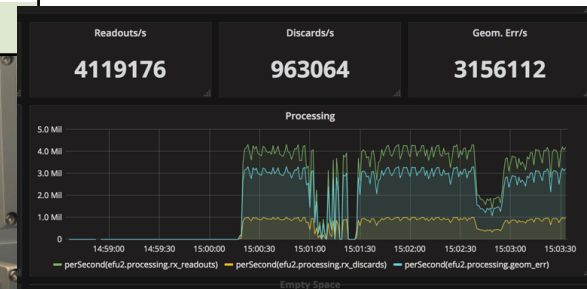 Readouts/s Discards/s Geom. Err/s
4119176 963064 3156112
Processing
5.0 Mil
4.0 Mil
3.0 Mil
2.0 Mil
1.0 Mil
0
14:59:00 14:59:30 15:00:00 15:00:30 15:01:00 15:01:30 15:02:00 15:02:30 15:03:00 15:03:30
perSecond(efu2.processing.rx_readouts) perSecond(efu2.processing.rx_discards) perSecond(efu2.processing.geom_err)
Empty Space